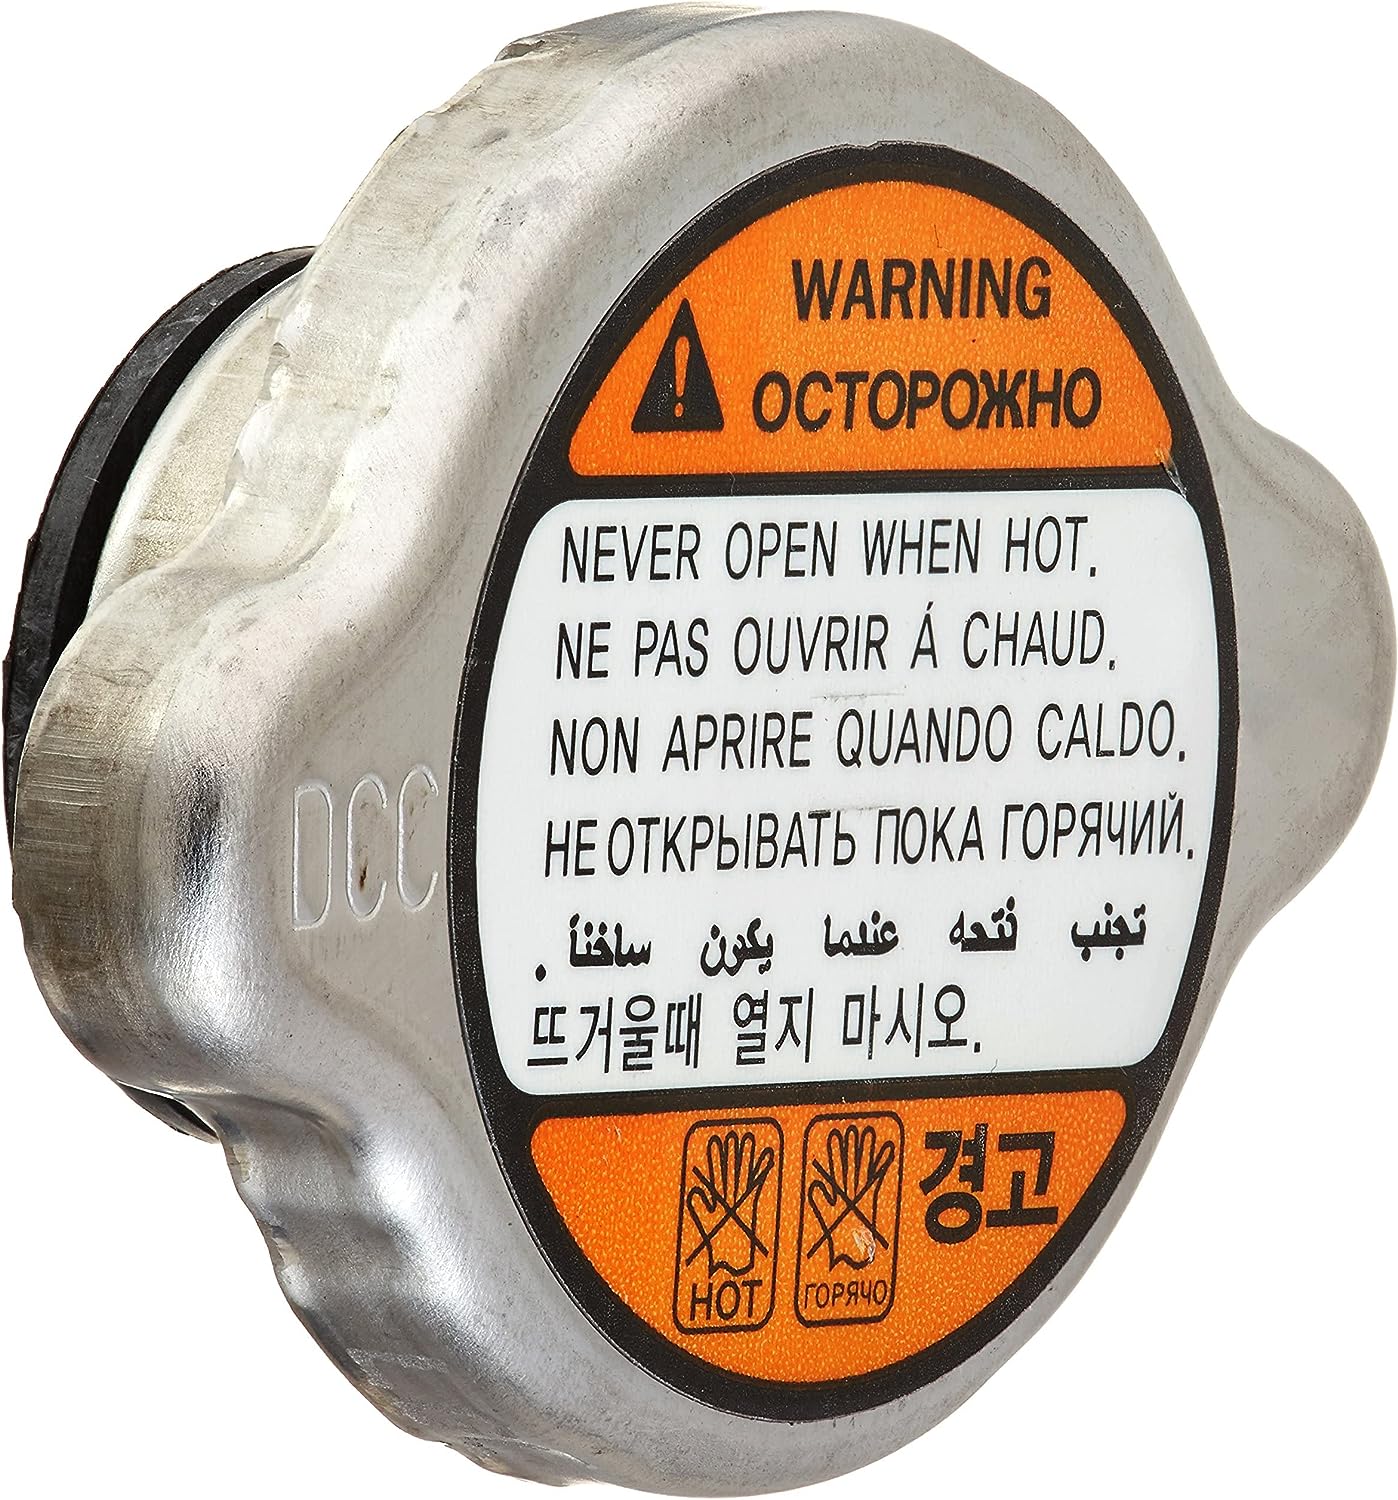 WARNING
ОСТОРОЖНО
NEVER OPEN WHEN HOT.
NE PAS OUVRIR Á CHAUD.
NON APRIRE QUANDO CALDO.
НЕ ОТКРЫВАТЬ ПОКА ГОРЯЧИЙ.
تجنب فتحه عندما يكون ساخناً .
뜨거울때 열지 마시오.
DCC
경고
HOT
ГОРЯЧО